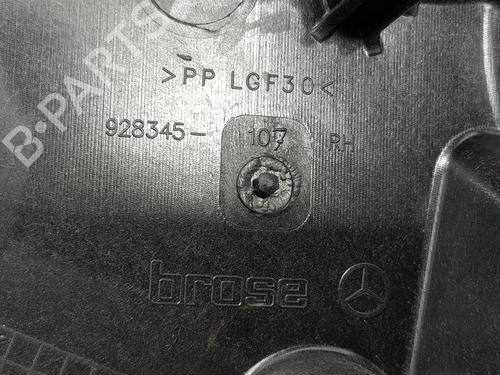 >PP LGF30<
928345- 107 RH
brose
B-PARTS